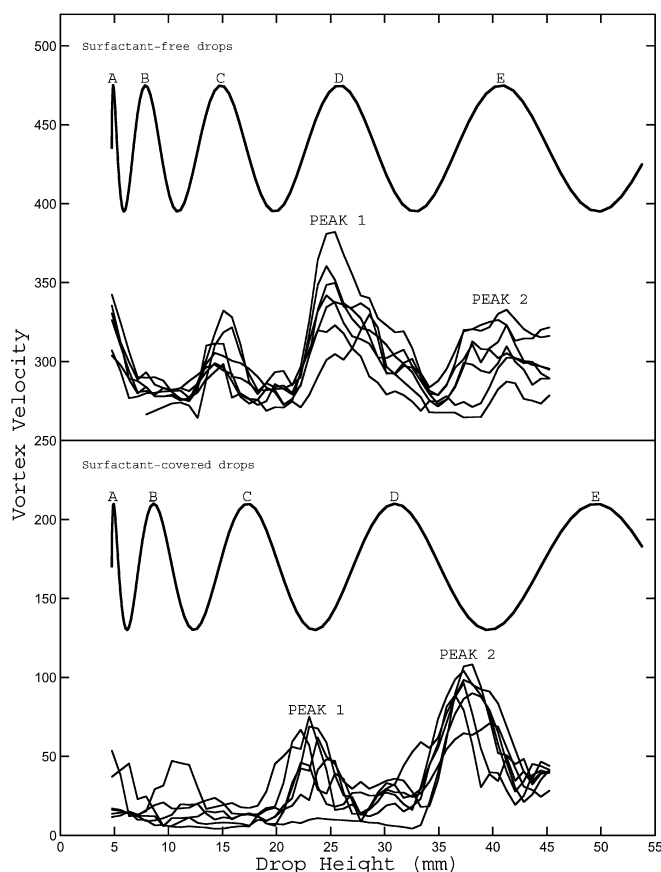 500
Surfactant-free drops
A B C D E
450
400
PEAK 1
350
PEAK 2
300
Vortex Velocity
250
Surfactant-covered drops
A B C D E
200
150
100
PEAK 2
PEAK 1
50
0
0 5 10 15 20 25 30 35 40 45 50 55
Drop Height (mm)